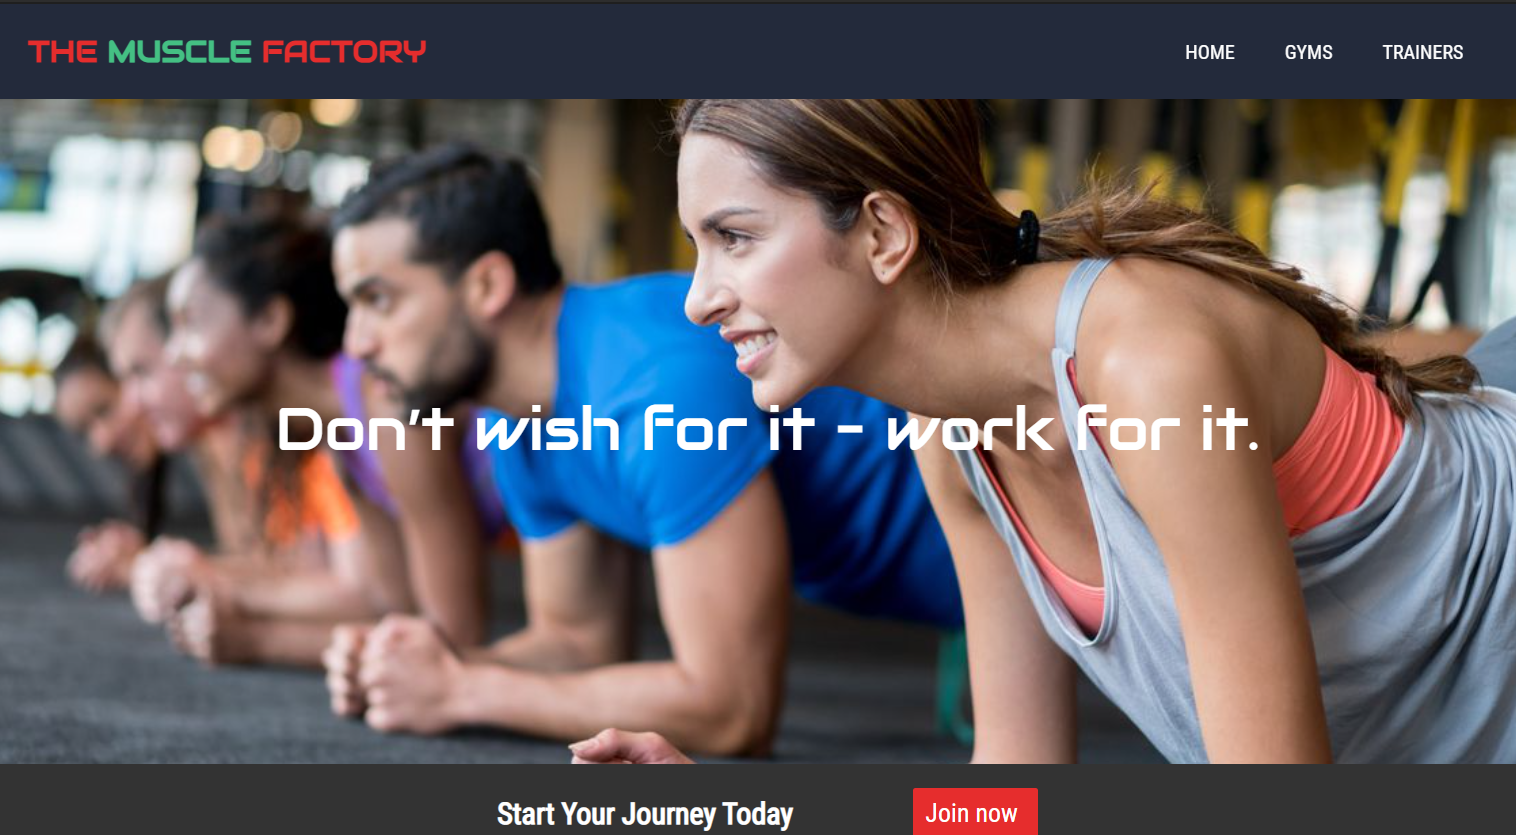 THE MUSCLE FACTORY
HOME GYMS TRAINERS
Don't wish for it - work for it.
Start Your Journey Today
Join now